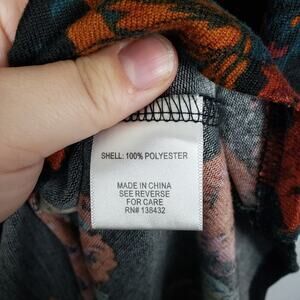 SHELL: 100% POLYESTER
MADE IN CHINA
SEE REVERSE
FOR CARE
RN# 138432